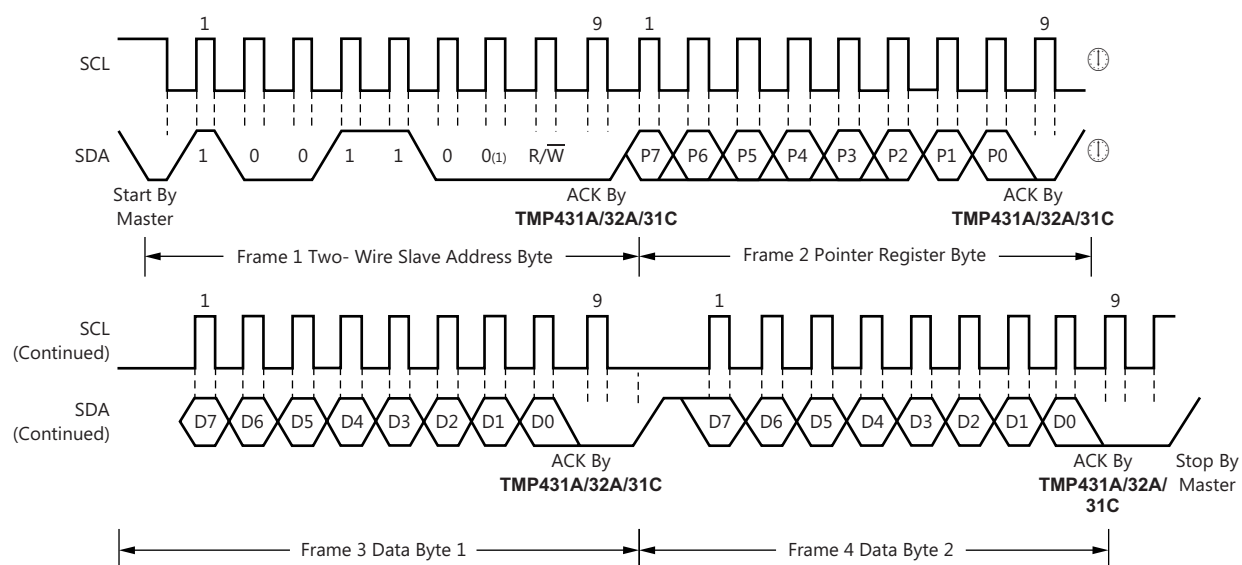 1 9 1 9
SCL
SDA 1 0 0 1 1 0 0(1) R/W̅ P7 P6 P5 P4 P3 P2 P1 P0
Start By
Master
ACK By
TMP431A/32A/31C
ACK By
TMP431A/32A/31C
Frame 1 Two- Wire Slave Address Byte
Frame 2 Pointer Register Byte
1 9 1 9
SCL
(Continued)
SDA
(Continued)
D7 D6 D5 D4 D3 D2 D1 D0 D7 D6 D5 D4 D3 D2 D1 D0
ACK By
TMP431A/32A/31C
ACK By
TMP431A/32A/
31C
Stop By
Master
Frame 3 Data Byte 1
Frame 4 Data Byte 2